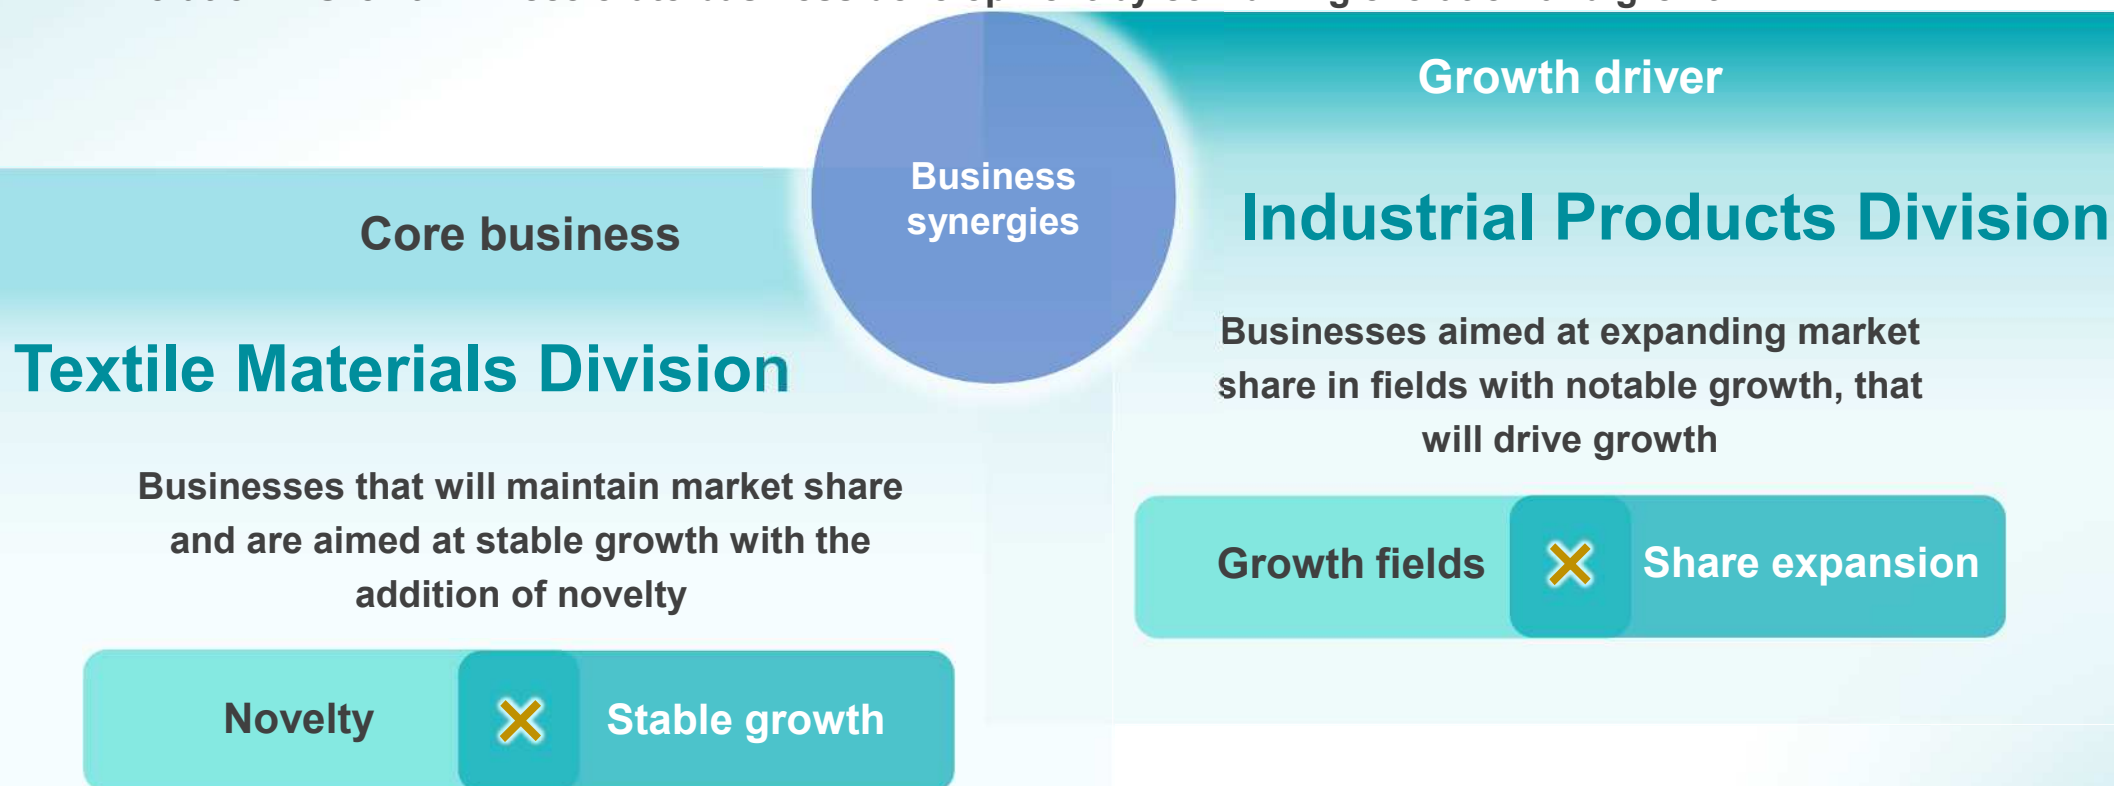 Growth driver
Business
synergies
Industrial Products Division
Core business
Businesses aimed at expanding market
share in fields with notable growth, that
will drive growth
Textile Materials Division
Businesses that will maintain market share
and are aimed at stable growth with the
addition of novelty
Growth fields × Share expansion
Novelty × Stable growth